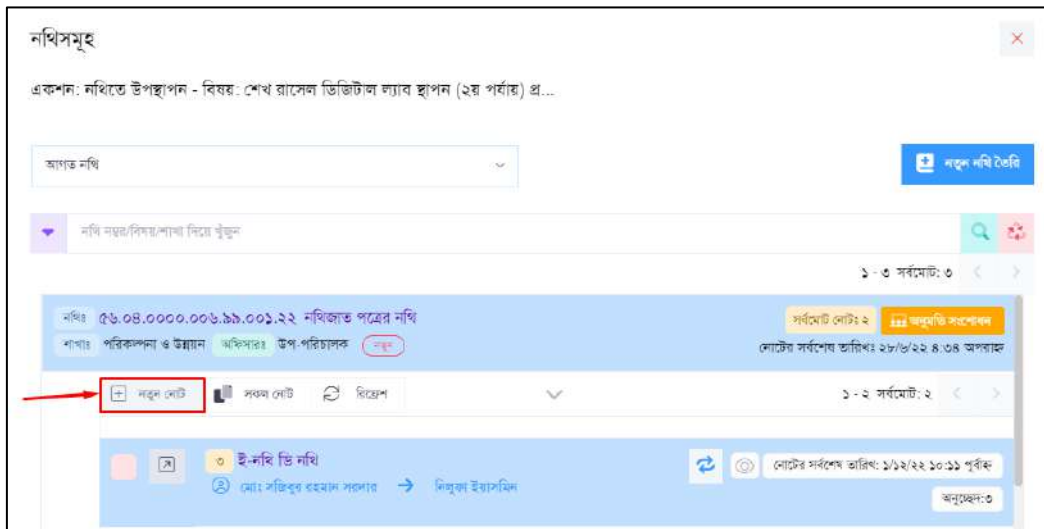 নথিসমূহ
একশন: নথিতে উপস্থাপন - বিষয়: শেখ রাসেল ডিজিটাল ল্যাব স্থাপন (২য় পর্যায়) প্র...
আগত নথি
নতুন নথি তৈরি
নথি নম্বর/বিষয়/শাখা দিয়ে খুঁজুন
১ - ৩ সর্বমোট: ৩
নথিঃ ৫৬.০৪.০০০০.০০৬.৯৯.০০১.২২ নথিজাত পত্রের নথি সর্বমোট নোটঃ ২ অনুমতি সংশোধন
শাখাঃ পরিকল্পনা ও উন্নয়ন অফিসারঃ উপ-পরিচালক নতুন নোটের সর্বশেষ তারিখঃ ২৮/৬/২২ ৪:৩৪ অপরাহ্ন
নতুন নোট সকল নোট রিফ্রেশ ১ - ২ সর্বমোট: ২
৩ ই-নথি ভি নথি নোটের সর্বশেষ তারিখ: ১/১২/২২ ১০:১১ পূর্বাহ্ন
মোঃ সজিবুর রহমান সরদার → নিলুফা ইয়াসমিন
অনুচ্ছেদ:৩